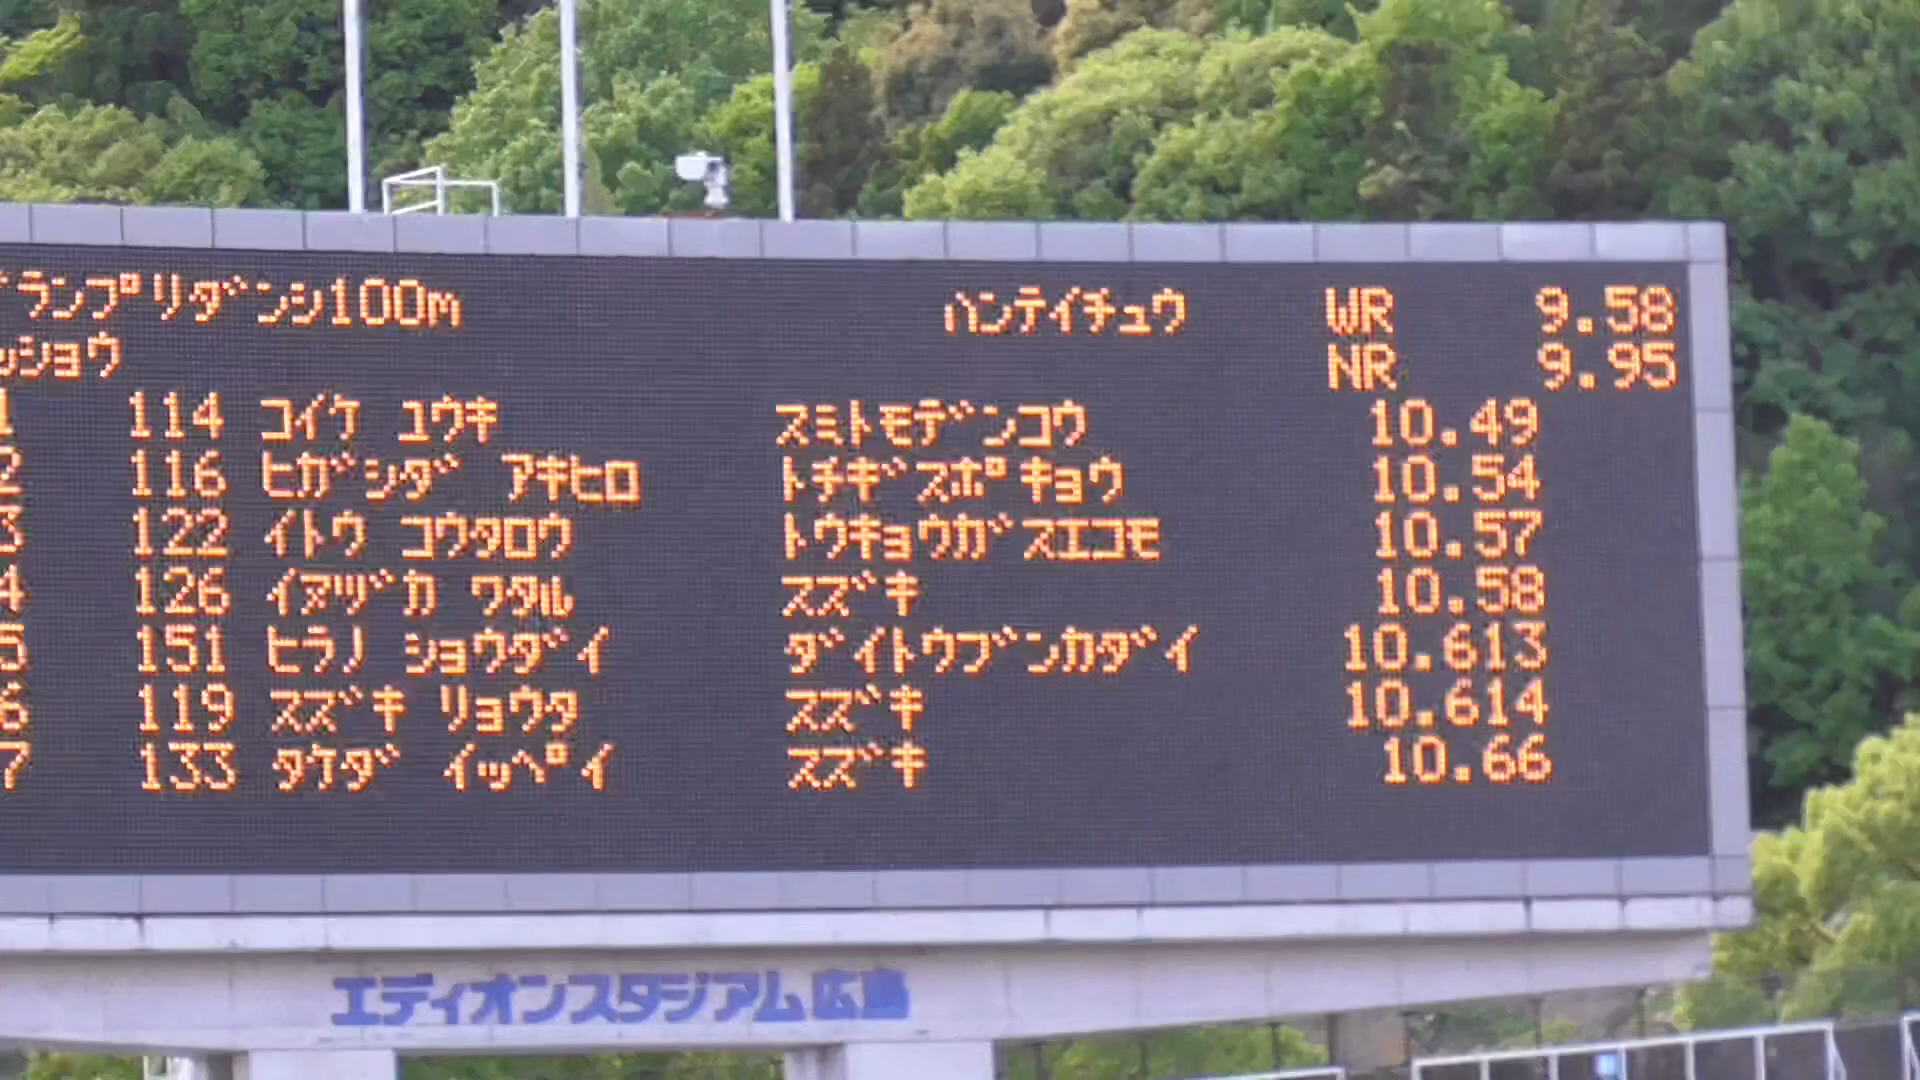 グランプリダンシ100m ハンテイチュウ WR 9.58
ッショウ NR 9.95
1 114 コイケ ユウキ スミトモデンコウ 10.49
2 116 ヒガシダ アキヒロ トチギスポキョウ 10.54
3 122 イトウ コウタロウ トウキョウガスエコモ 10.57
4 126 イヌヅカ ワタル スズキ 10.58
5 151 ヒラノ ショウダイ ダイトウブンカダイ 10.613
6 119 スズキ リョウタ スズキ 10.614
7 133 タケダ イッペイ スズキ 10.66
エディオンスタジアム広島